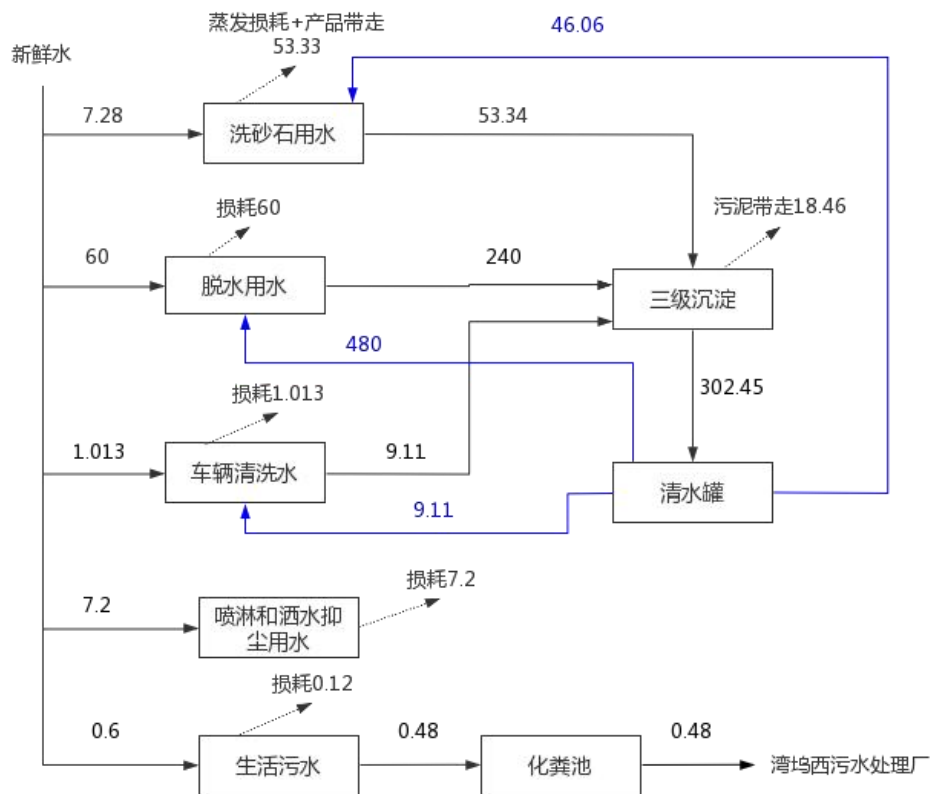 蒸发损耗+产品带走
46.06
新鲜水
53.33
7.28
洗砂石用水
53.34
损耗60
污泥带走18.46
60
脱水用水
240
三级沉淀
480
302.45
损耗1.013
1.013
车辆清洗水
9.11
清水罐
9.11
损耗7.2
7.2
喷淋和洒水抑
尘用水
损耗0.12
0.6
生活污水
0.48
化粪池
0.48
湾坞西污水处理厂